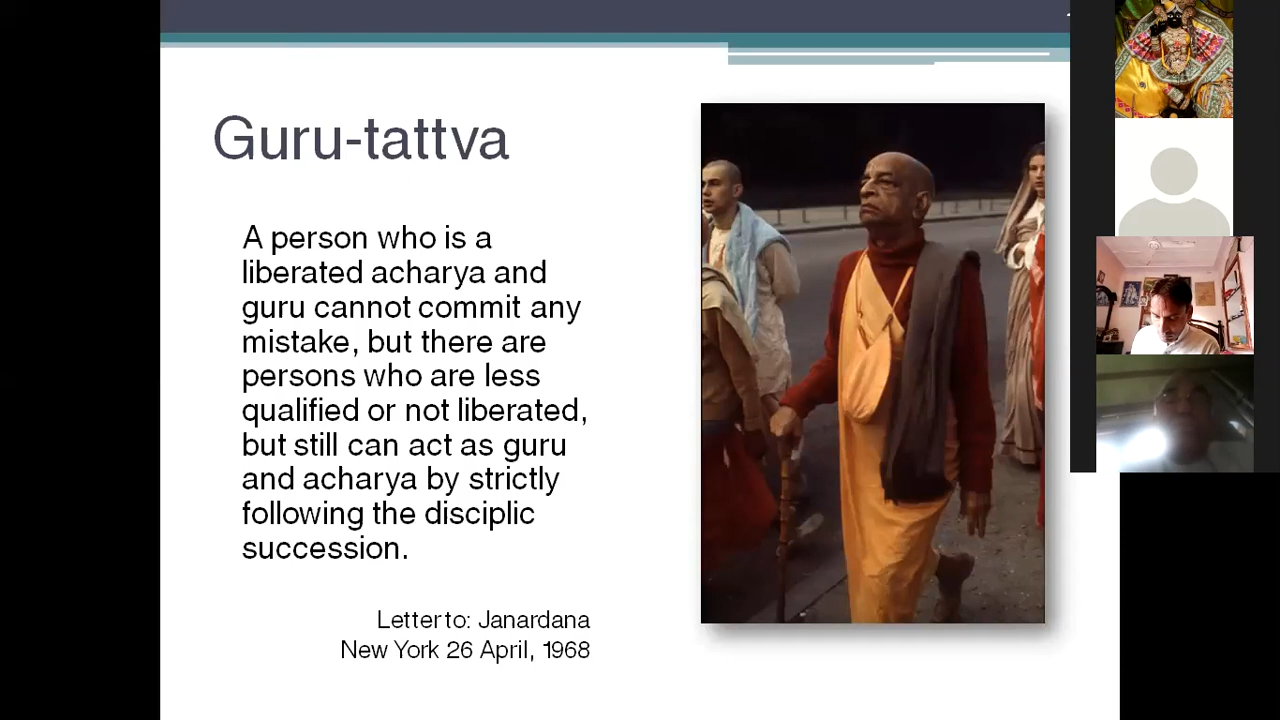 Guru-tattva
A person who is a
liberated acharya and
guru cannot commit any
mistake, but there are
persons who are less
qualified or not liberated,
but still can act as guru
and acharya by strictly
following the disciplic
succession.
Letter to: Janardana
New York 26 April, 1968